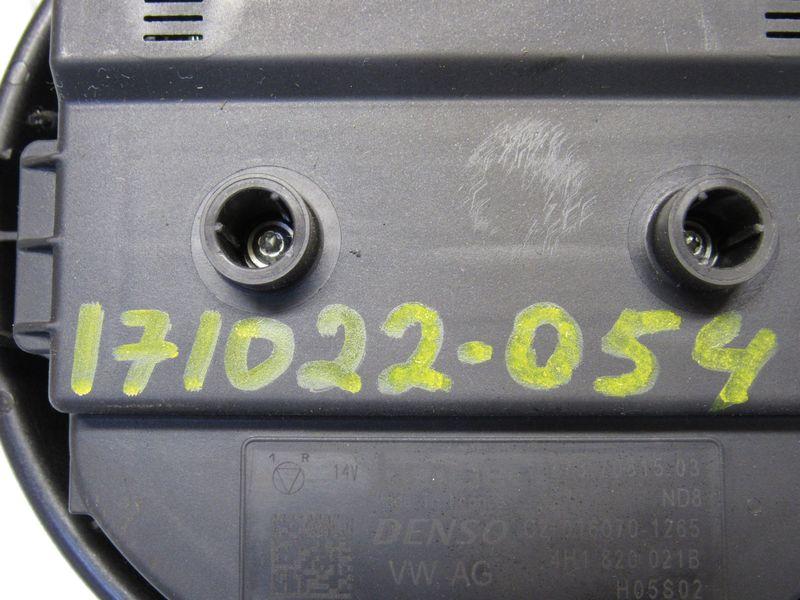 171022-054
1 R 14V
ND8
DENSO
4H1 820 021B
VW AG
H05S02